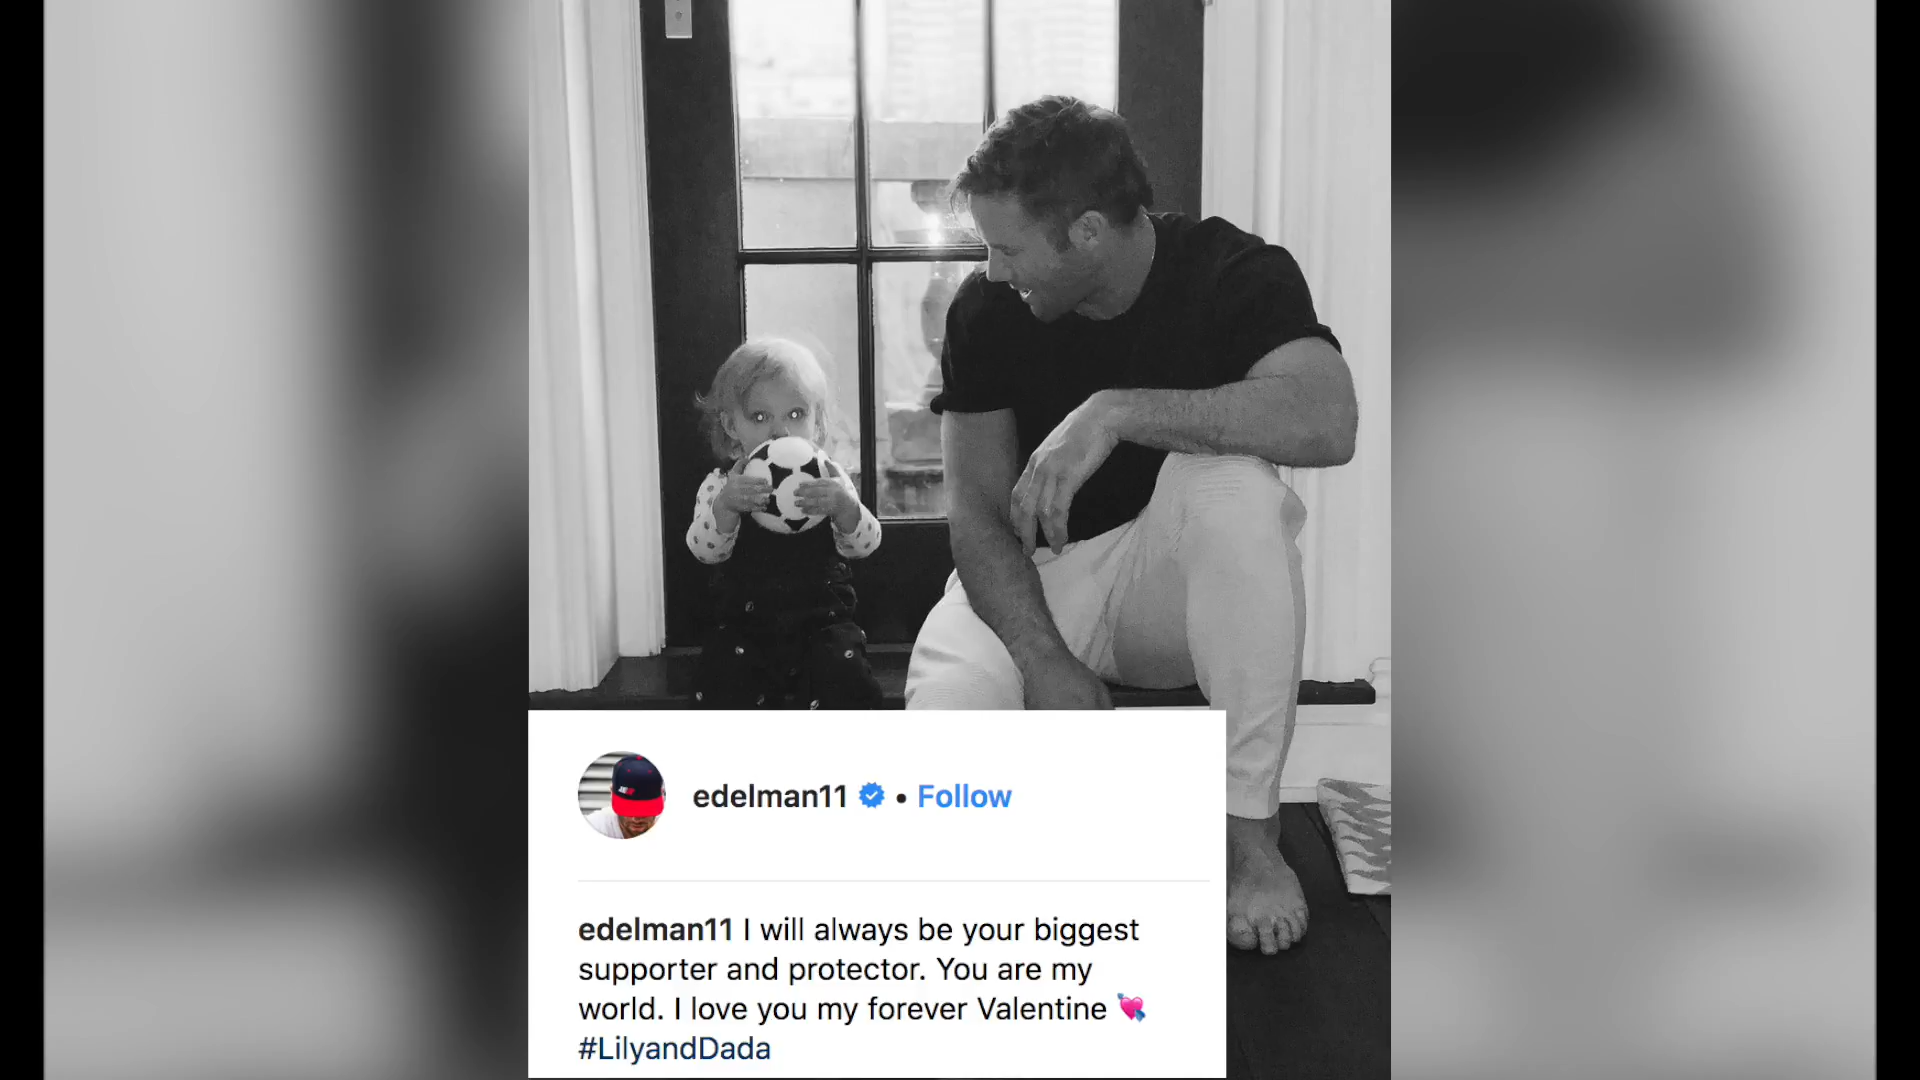 edelman11 • Follow
edelman11 I will always be your biggest
supporter and protector. You are my
world. I love you my forever Valentine 💘
#LilyandDada